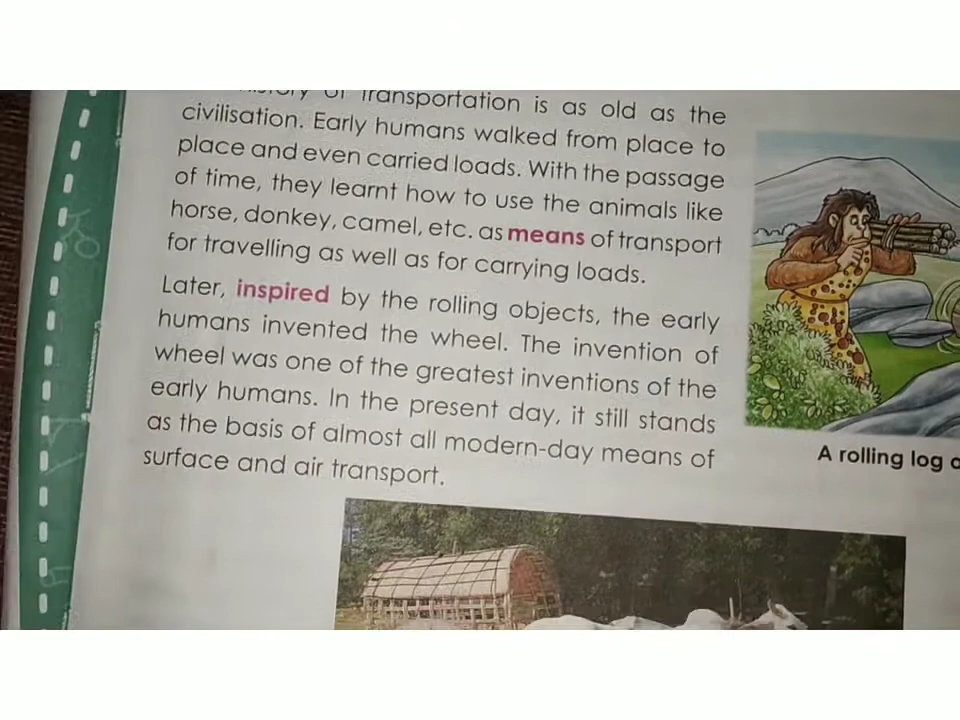 history of transportation is as old as the
civilisation. Early humans walked from place to
place and even carried loads. With the passage
of time, they learnt how to use the animals like
horse, donkey, camel, etc. as means of transport
for travelling as well as for carrying loads.
Later, inspired by the rolling objects, the early
humans invented the wheel. The invention of
wheel was one of the greatest inventions of the
early humans. In the present day, it still stands
as the basis of almost all modern-day means of
surface and air transport.
A rolling log